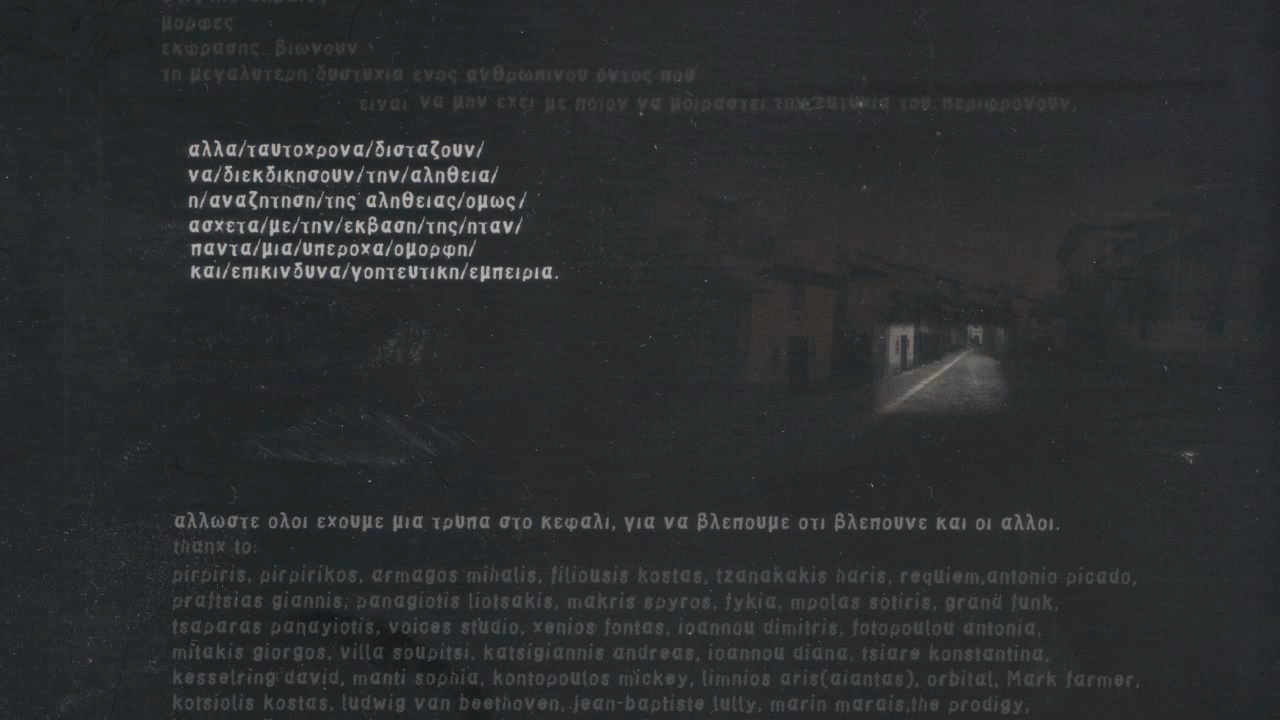 μορφες
εκφρασης. βιωνουν
τη μεγαλυτερη δυστυχια ενος ανθρωπινου οντος που
ειναι να μην εχει με ποιον να μοιραστει την ευτυχια του περιφρονουν.
αλλα/ταυτοχρονα/δισταζουν/
να/διεκδικησουν/την/αληθεια/
η/αναζητηση/της αληθειας/ομως/
ασχετα/με/την/εκβαση/της/ηταν/
παντα/μια/υπεροχα/ομορφη/
και/επικινδυνα/γοητευτικη/εμπειρια.
αλλωστε ολοι εχουμε μια τρυπα στο κεφαλι, για να βλεπουμε οτι βλεπουνε και οι αλλοι.
thanx to:
pirpiris, pirpirikos, armagos mihalis, filiousis kostas, tzanakakis haris, requiem,antonio picado,
praftsias giannis, panagiotis liotsakis, makris spyros, fykia, mpolas sotiris, grand funk,
tsaparas panayiotis, voices studio, xenios fontas, ioannou dimitris, fotopoulou antonia,
mitakis giorgos, villa soupitsi, katsigiannis andreas, ioannou diana, tsiare konstantina,
kesselring david, manti sophia, kontopoulos mickey, limnios aris(aiantas), orbital, Mark farmer,
kotsiolis kostas, ludwig van beethoven, jean-baptiste lully, marin marais,the prodigy,